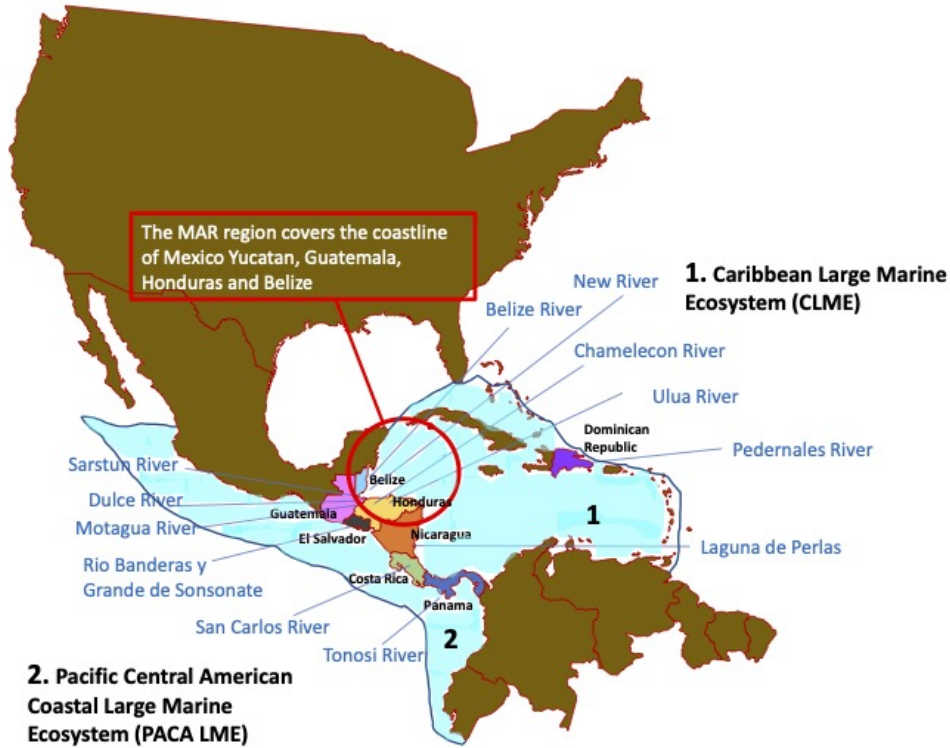 The MAR region covers the coastline
of Mexico Yucatan, Guatemala,
Honduras and Belize
New River
1. Caribbean Large Marine
Ecosystem (CLME)
Belize River
Chamelecon River
Ulua River
Dominican
Republic
Pedernales River
Sarstun River
Belize
Dulce River
Honduras
Guatemala
1
Motagua River
El Salvador
Nicaragua
Laguna de Perlas
Rio Banderas y
Grande de Sonsonate
Costa Rica
Panama
San Carlos River
2
Tonosi River
2. Pacific Central American
Coastal Large Marine
Ecosystem (PACA LME)